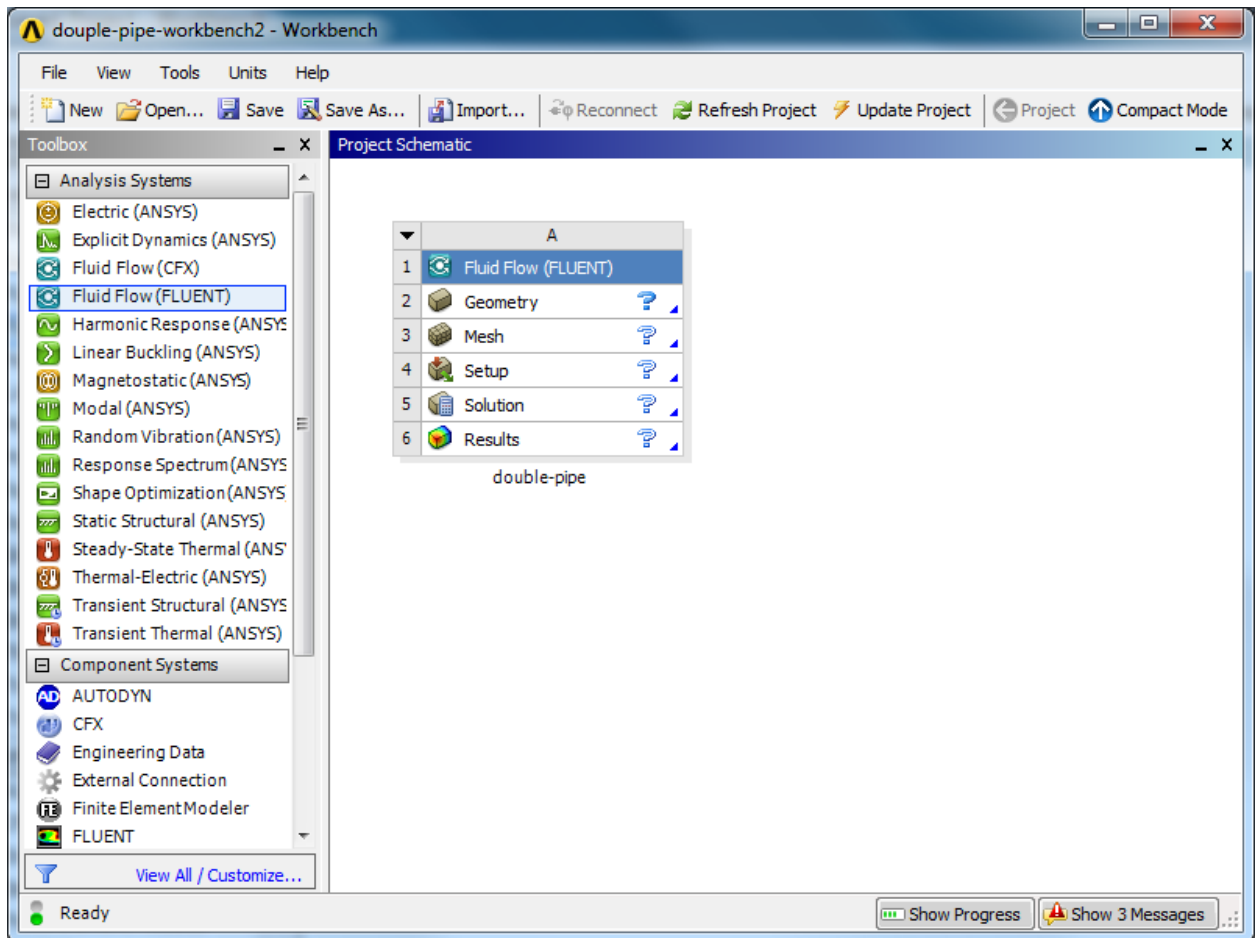 douple-pipe-workbench2 - Workbench
File View Tools Units Help
New Open... Save Save As... Import... Reconnect Refresh Project Update Project Project Compact Mode
Toolbox
Analysis Systems
Electric (ANSYS)
Explicit Dynamics (ANSYS)
Fluid Flow (CFX)
Fluid Flow (FLUENT)
Harmonic Response (ANSYS
Linear Buckling (ANSYS)
Magnetostatic (ANSYS)
Modal (ANSYS)
Random Vibration (ANSYS)
Response Spectrum (ANSYS
Shape Optimization (ANSYS
Static Structural (ANSYS)
Steady-State Thermal (ANS
Thermal-Electric (ANSYS)
Transient Structural (ANSYS
Transient Thermal (ANSYS)
Component Systems
AD AUTODYN
CFX
Engineering Data
External Connection
FE Finite Element Modeler
FLUENT
View All / Customize...
Project Schematic
A
1 Fluid Flow (FLUENT)
2 Geometry ?
3 Mesh ?
4 Setup ?
5 Solution ?
6 Results ?
double-pipe
Ready
Show Progress Show 3 Messages